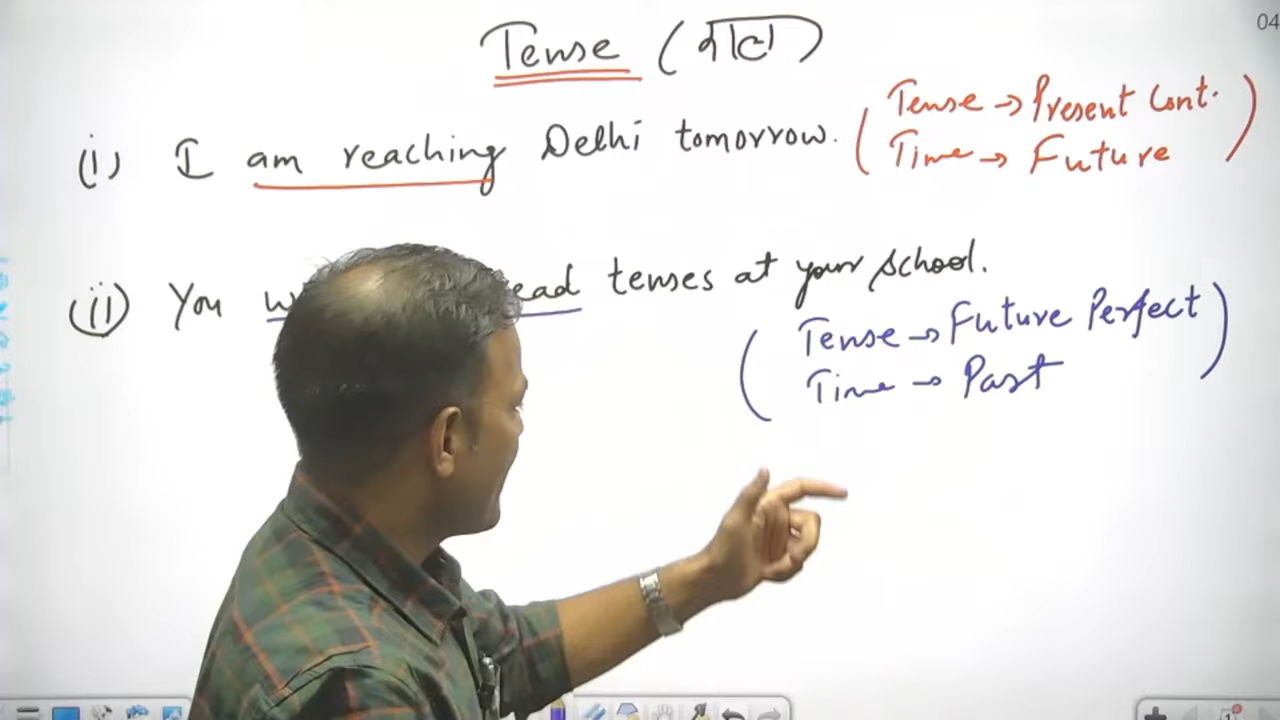 04
Tense (काल)
(i) I am reaching Delhi tomorrow. (Tense → Present Cont.
Time → Future)
(ii) You tenses at your school.
(Tense → Future Perfect
Time → Past)